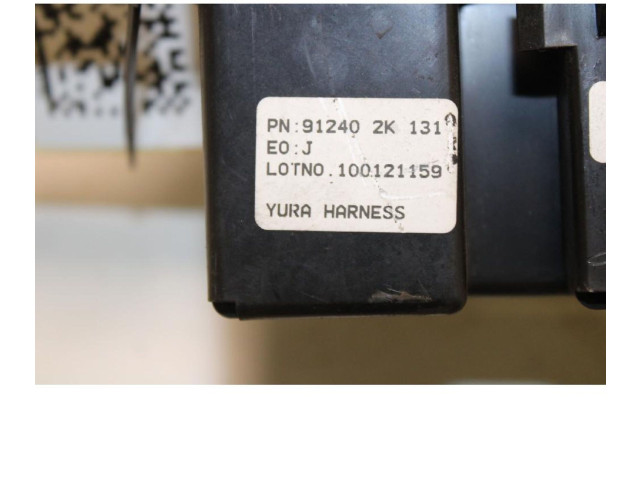 PN:91240 2K 131
EO:J
LOTNO.100121159
YURA HARNESS